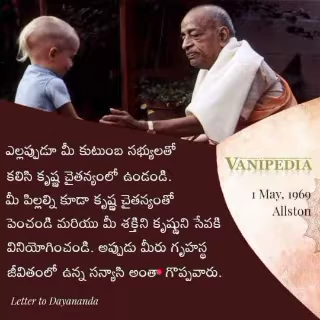 ఎల్లప్పుడూ మీ కుటుంబ సభ్యులతో
కలిసి కృష్ణ చైతన్యంలో ఉండండి.
మీ పిల్లల్ని కూడా కృష్ణ చైతన్యంతో
పెంచండి మరియు మీ శక్తిని కృష్ణుని సేవకి
వినియోగించండి. అప్పుడు మీరు గృహస్థ
జీవితంలో ఉన్న సన్యాసి అంతా గొప్పవారు.
Letter to Dayananda
VANIPEDIA
1 May, 1969
Allston